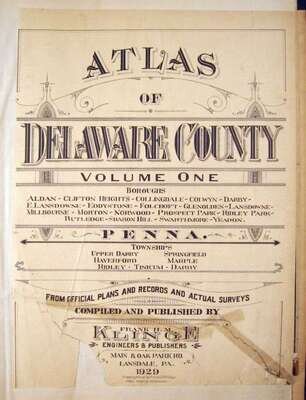 ATLAS
OF
DELAWARE COUNTY
VOLUME ONE
BOROUGHS
ALDAN - CLIFTON HEIGHTS - COLLINGDALE - COLWYN - DARBY -
E. LANSDOWNE - EDDYSTONE - FOLCROFT - GLENOLDEN - LANSDOWNE -
MILLBOURNE - MORTON - NORWOOD - PROSPECT PARK - RIDLEY PARK -
RUTLEDGE - SHARON HILL - SWARTHMORE - YEADON.
PENNA.
TOWNSHIPS
UPPER DARBY SPRINGFIELD
HAVERFORD MARPLE
RIDLEY - TINICUM - DARBY
FROM OFFICIAL PLANS AND RECORDS AND ACTUAL SURVEYS
COMPILED AND PUBLISHED BY
FRANK H. M.
KLINGE
ENGINEERS & PUBLISHERS
MAIN & OAK PARK RD
LANSDALE, PA.
1929